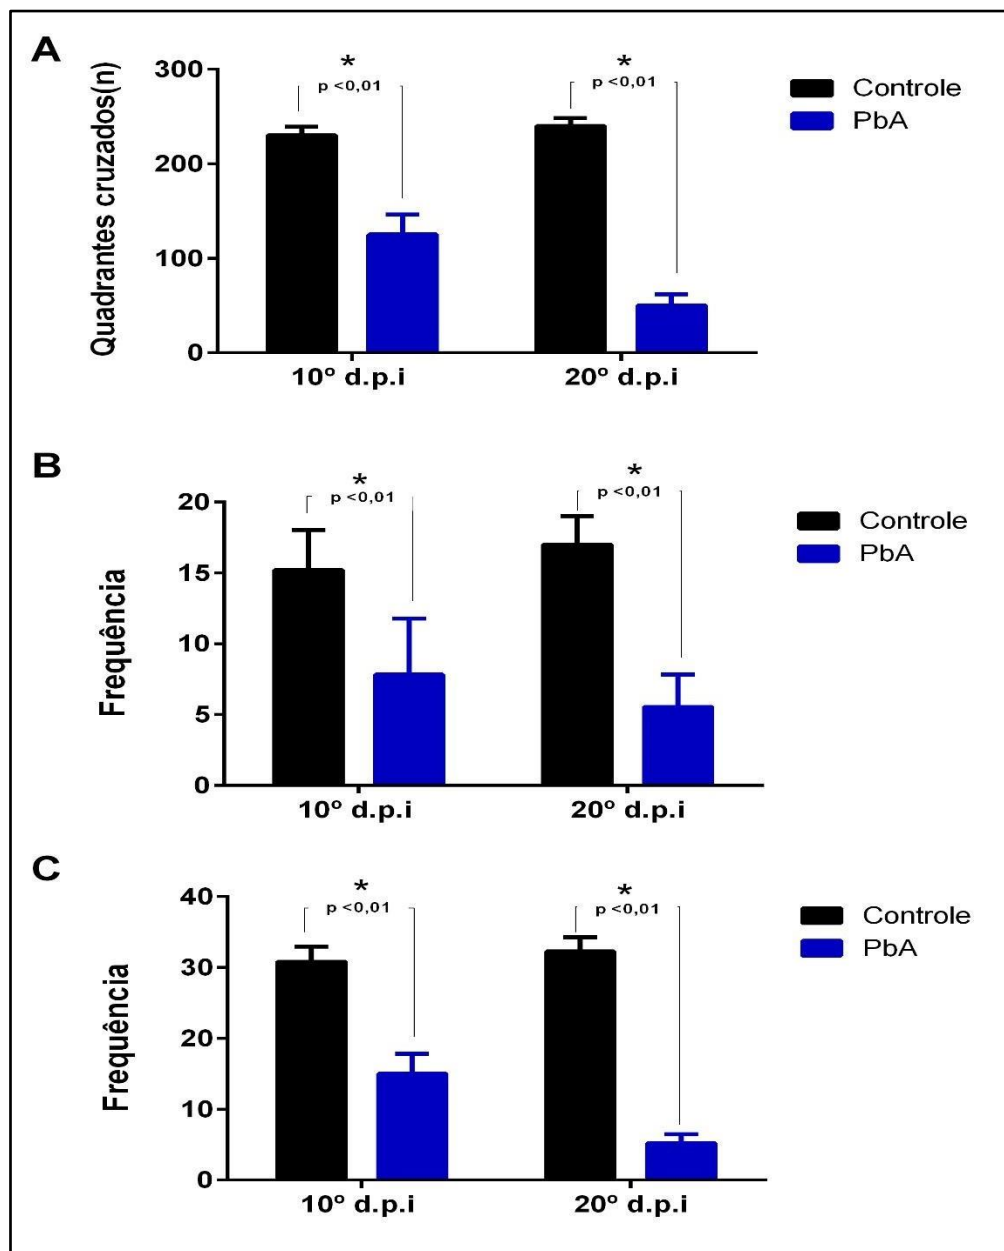 A
Quadrantes cruzados(n)
300
200
100
0
*
p <0,01
*
p <0,01
10º d.p.i
20º d.p.i
Controle
PbA
B
Frequência
20
15
10
5
0
*
p <0,01
*
p <0,01
10º d.p.i
20º d.p.i
Controle
PbA
C
Frequência
40
30
20
10
0
*
p <0,01
*
p <0,01
10º d.p.i
20º d.p.i
Controle
PbA